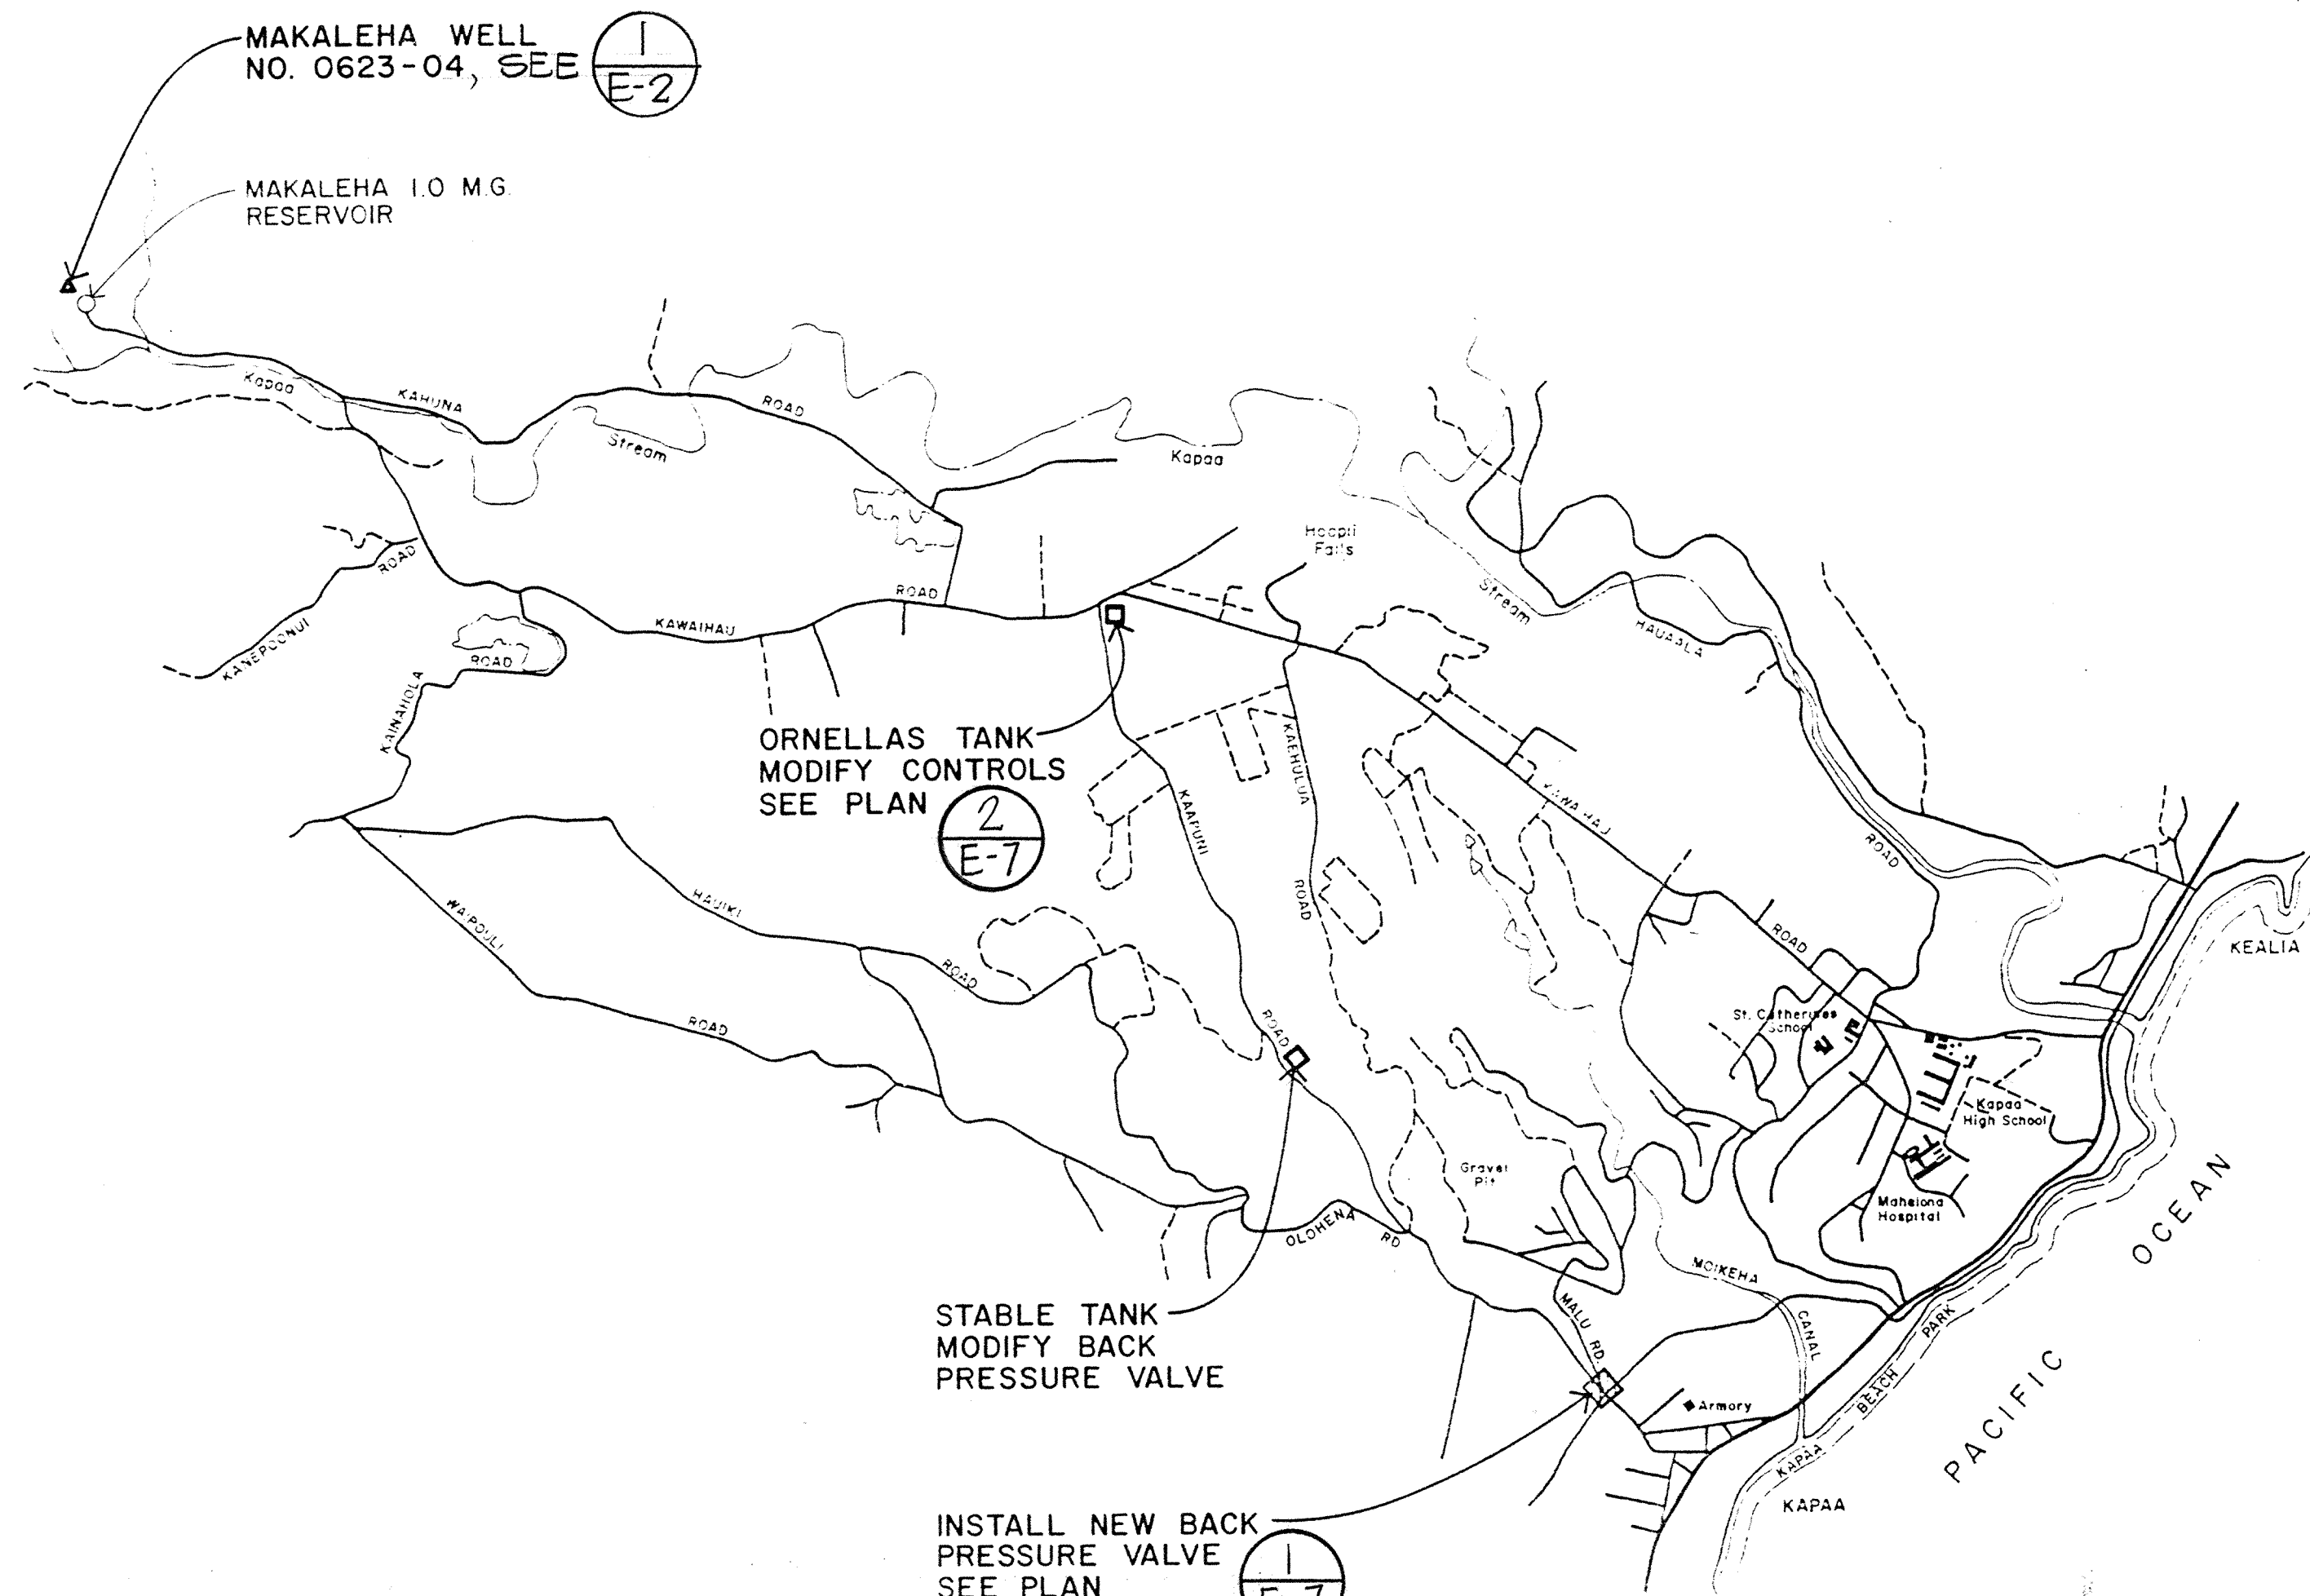 MAKALEHA WELL
NO. 0623-04, SEE
1
E-2
MAKALEHA 1.0 M.G.
RESERVOIR
Kapaa
KAHUNA
ROAD
Stream
Kapaa
Hoopii
Falls
Stream
ROAD
KANEPOONUI
ROAD
KAWAIHAU
HAUAALA
ROAD
KAINAHOLA
ORNELLAS TANK
MODIFY CONTROLS
SEE PLAN
2
E-7
KAAPUNI
KAEHULUA
KAWAIHAU
ROAD
ROAD
HAUIKI
WAIPOULI
ROAD
ROAD
ROAD
KEALIA
ROAD
St. Catherines
School
Kapaa
High School
Gravel
Pit
Mahelona
Hospital
OLOHENA
RD
MOIKEHA
CANAL
STABLE TANK
MODIFY BACK
PRESSURE VALVE
MALU RD.
Armory
KAPAA
BEACH
PARK
PACIFIC
OCEAN
KAPAA
INSTALL NEW BACK
PRESSURE VALVE
SEE PLAN
1
E-7